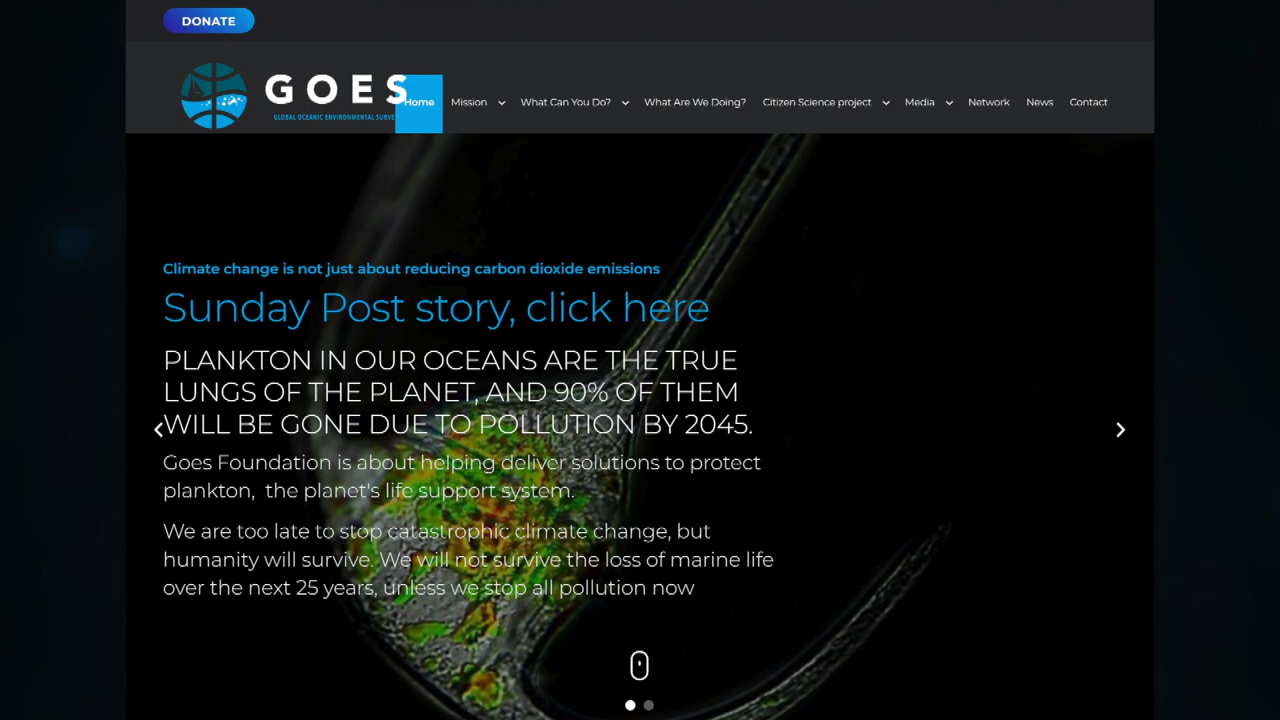 DONATE
GOES
GLOBAL OCEANIC ENVIRONMENTAL SURVE
Home Mission What Can You Do? What Are We Doing? Citizen Science project Media Network News Contact
Climate change is not just about reducing carbon dioxide emissions
Sunday Post story, click here
PLANKTON IN OUR OCEANS ARE THE TRUE
LUNGS OF THE PLANET, AND 90% OF THEM
WILL BE GONE DUE TO POLLUTION BY 2045.
Goes Foundation is about helping deliver solutions to protect
plankton, the planet's life support system.
We are too late to stop catastrophic climate change, but
humanity will survive. We will not survive the loss of marine life
over the next 25 years, unless we stop all pollution now